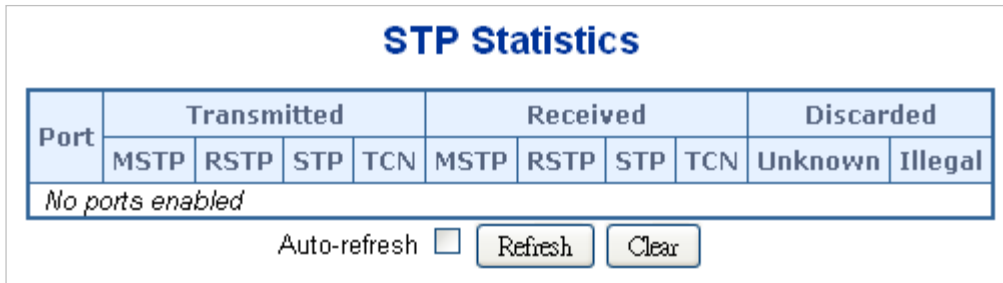 STP Statistics
Port Transmitted Received Discarded
MSTP RSTP STP TCN MSTP RSTP STP TCN Unknown Illegal
No ports enabled
Auto-refresh Refresh Clear